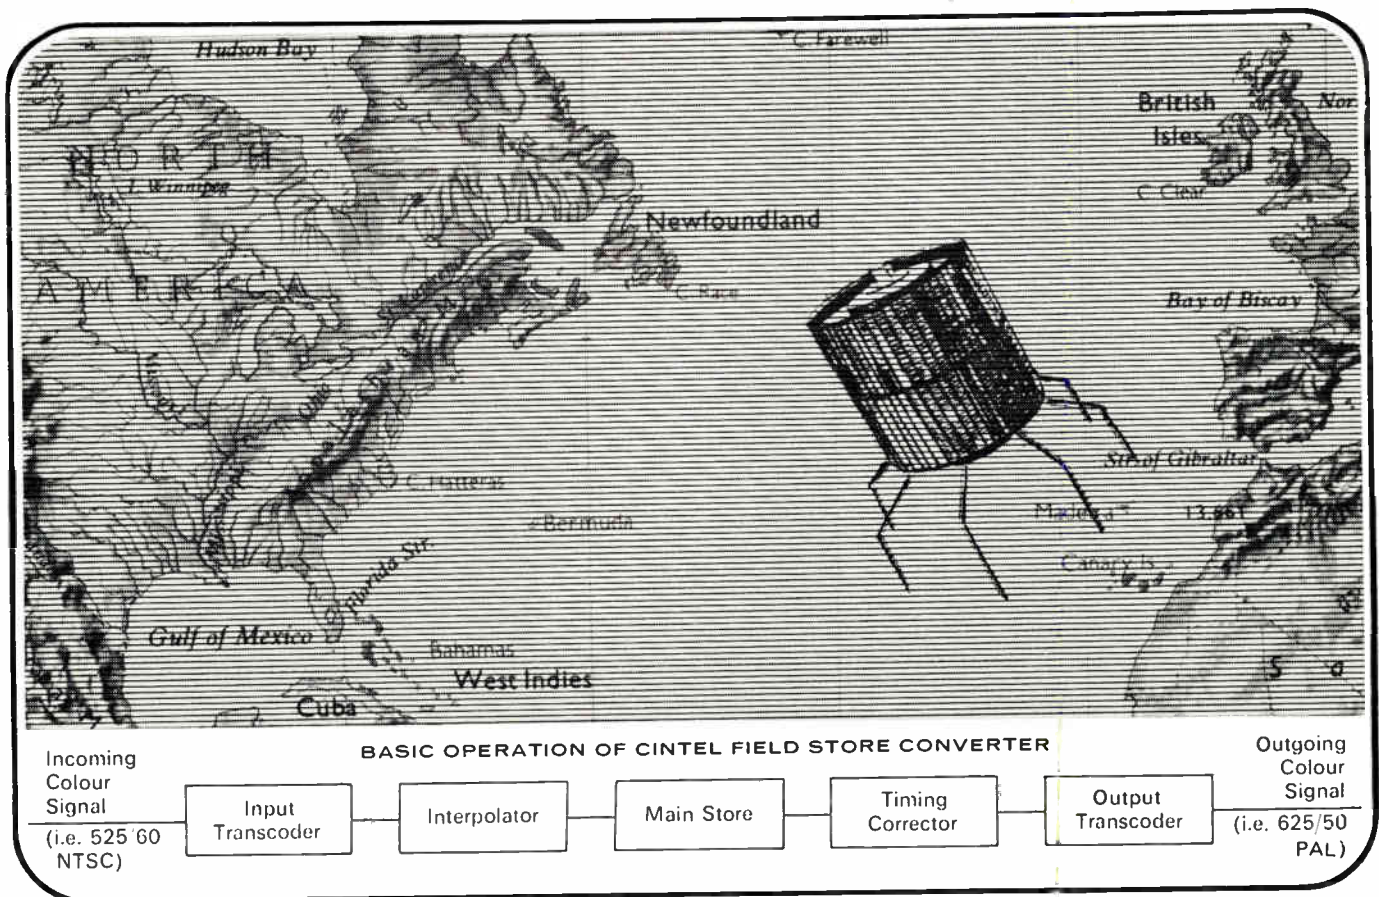 Hudson Bay
C. Farewell
British
Isles
Nor
NORTH
L. Winnipeg
C. Clear
Newfoundland
AMERICA
C. Race
Bay of Biscay
Ohio
Str. of Gibraltar
C. Hatteras
Bermuda
Madeira
Canary Is.
Florida Str.
Gulf of Mexico
Bahamas
West Indies
S a
Cuba
BASIC OPERATION OF CINTEL FIELD STORE CONVERTER
Incoming
Colour
Signal
(i.e. 525 60
NTSC)
Input
Transcoder
Interpolator
Main Store
Timing
Corrector
Output
Transcoder
Outgoing
Colour
Signal
(i.e. 625/50
PAL)